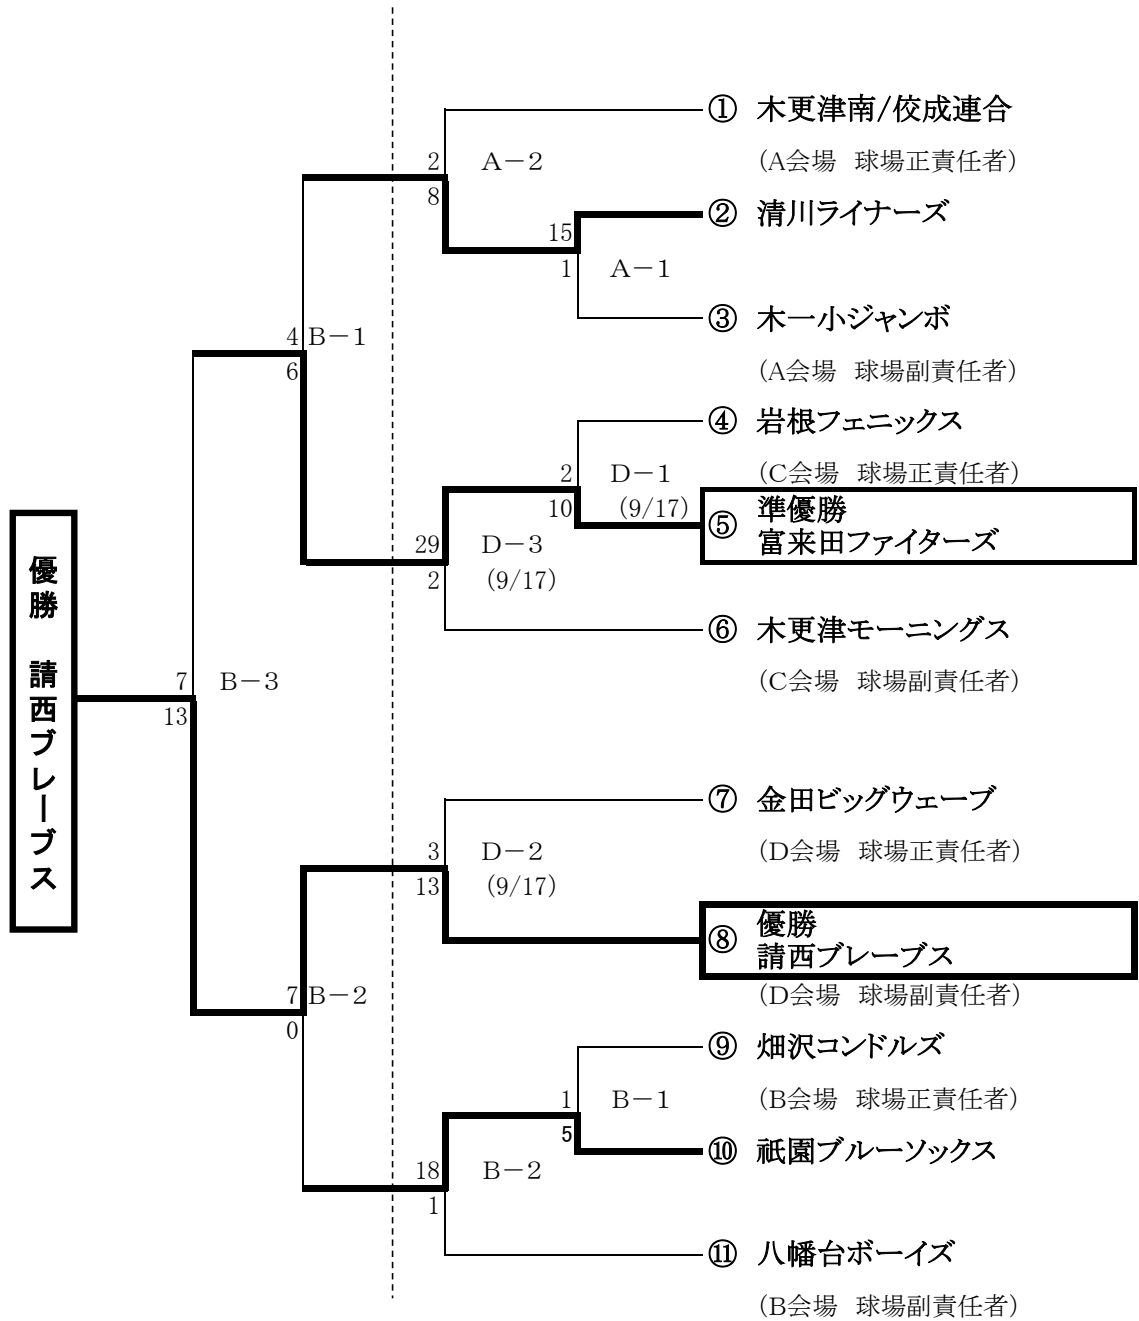 ① 木更津南/佼成連合
2 A－2 （A会場 球場正責任者）
8
② 清川ライナーズ
15
1 A－1
③ 木一小ジャンボ
4 B－1
6 （A会場 球場副責任者）
④ 岩根フェニックス
2 D－1 （C会場 球場正責任者）
10 （9/17）
⑤ 準優勝
富来田ファイターズ
29 D－3
2 （9/17）
⑥ 木更津モーニングス
（C会場 球場副責任者）
優勝 請西ブレーブス
7 B－3
13
⑦ 金田ビッグウェーブ
3 D－2 （D会場 球場正責任者）
13 （9/17）
⑧ 優勝
請西ブレーブス
7 B－2 （D会場 球場副責任者）
0
⑨ 畑沢コンドルズ
1 B－1 （B会場 球場正責任者）
5
⑩ 祇園ブルーソックス
18 B－2
1
⑪ 八幡台ボーイズ
（B会場 球場副責任者）